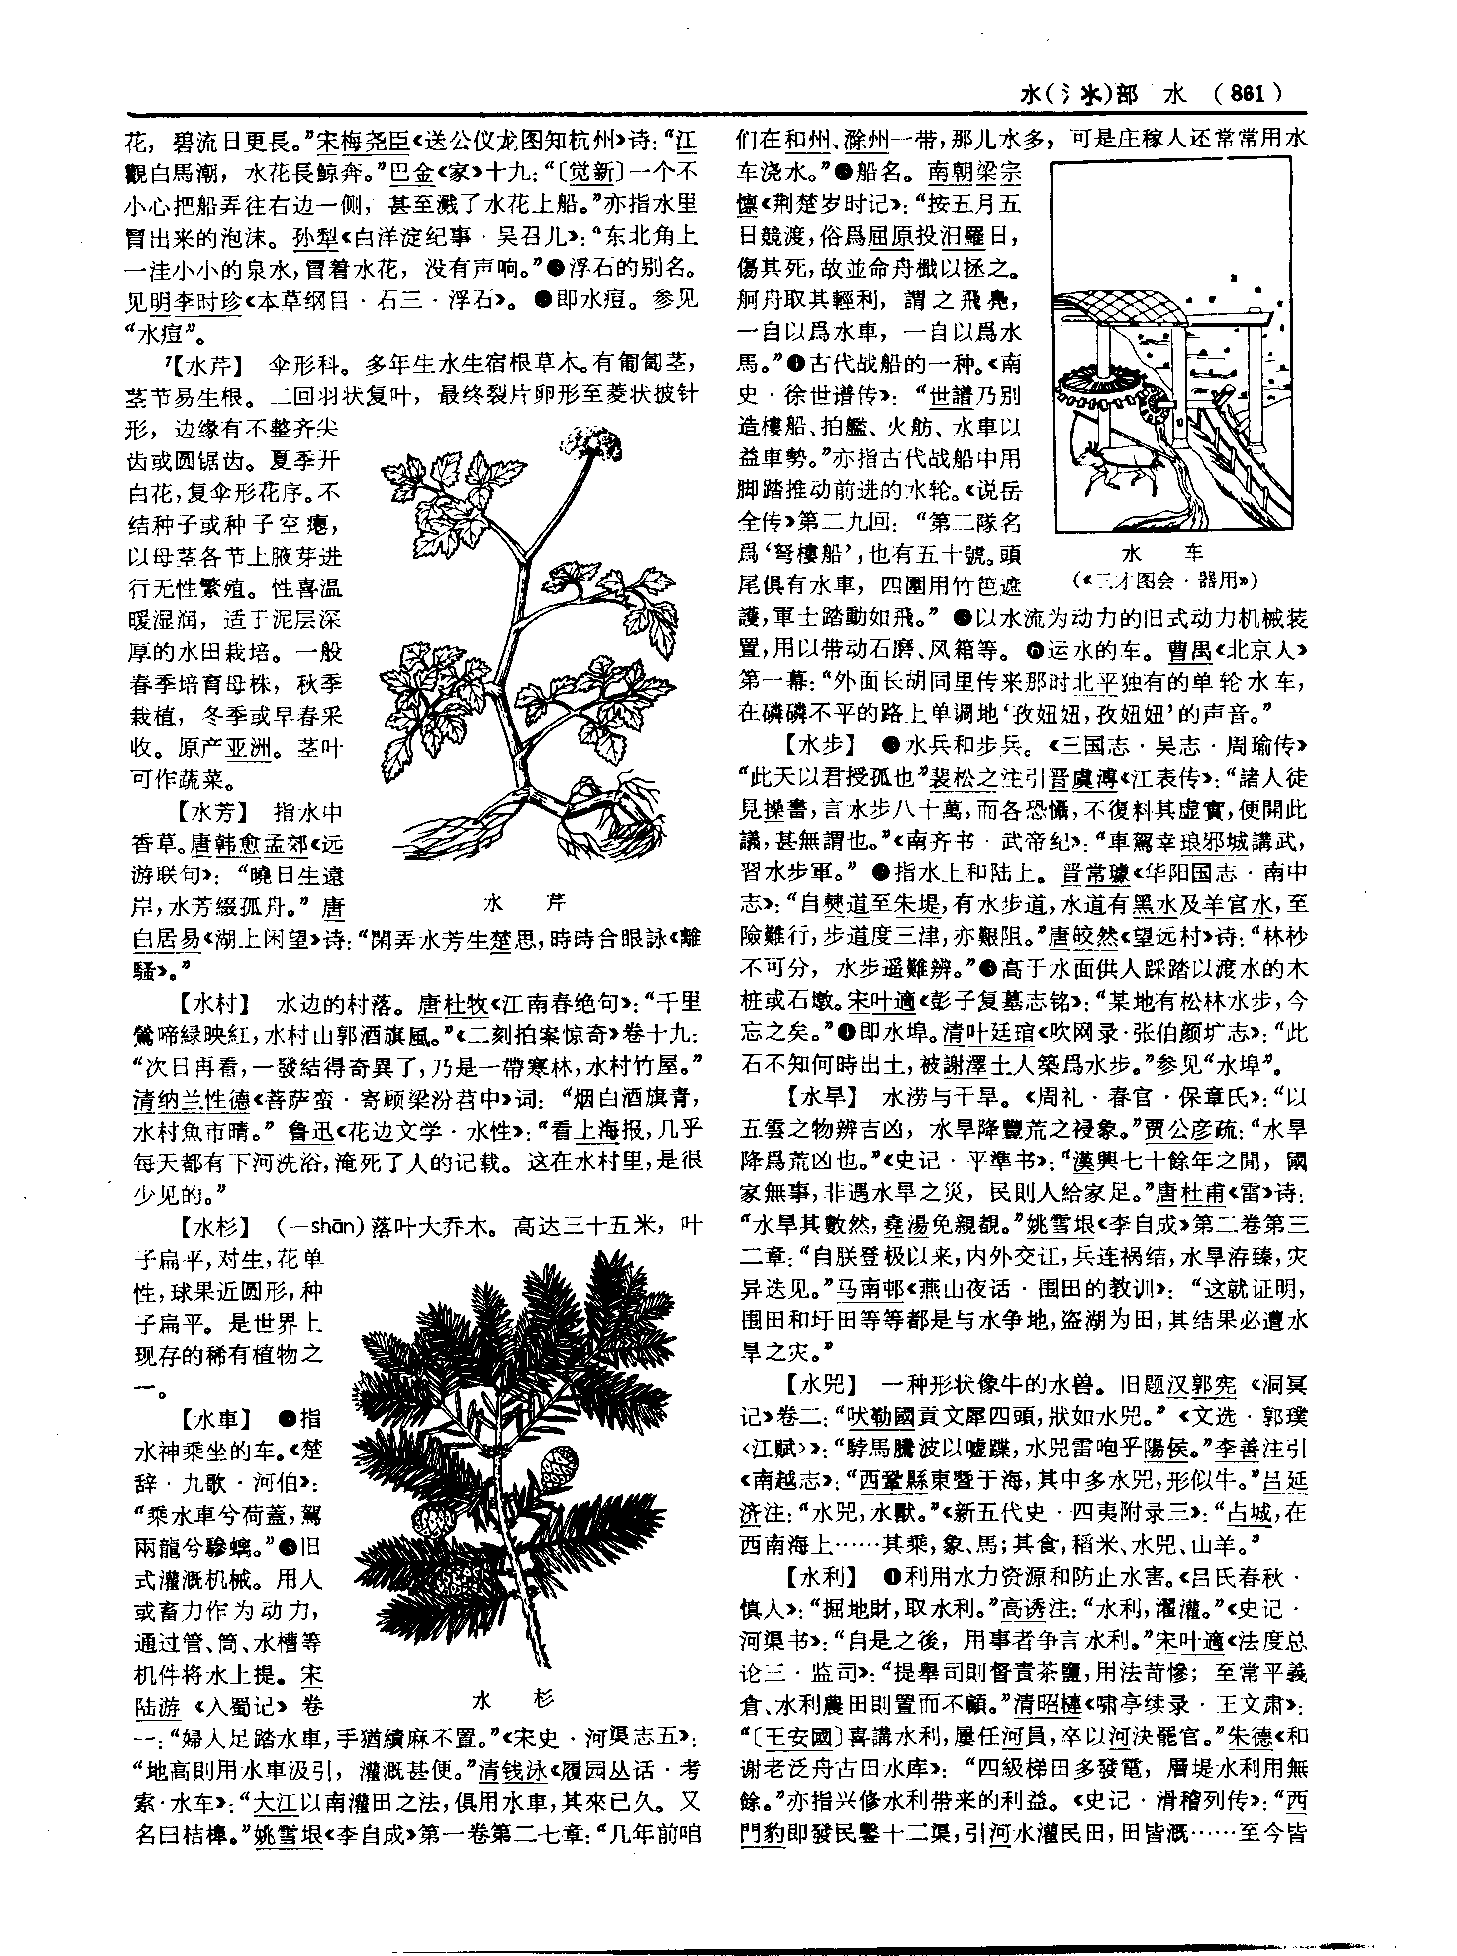 水(氵氺)部 水 (861)
花，碧流日更長。”宋梅尧臣《送公仪龙图知杭州》诗：“江
觀白馬潮，水花長鲸奔。”巴金《家》十九：“〔觉新〕一个不
小心把船弄往右边一侧，甚至溅了水花上船。”亦指水里
冒出来的泡沫。孙犁《白洋淀纪事·吴召儿》：“东北角上
一洼小小的泉水，冒着水花，没有声响。”●浮石的别名。
见明李时珍《本草纲目·石三·浮石》。●即水痘。参见
“水痘”。
【水芹】 伞形科。多年生水生宿根草木。有匍匐茎，
茎节易生根。二回羽状复叶，最终裂片卵形至菱状披针
形，边缘有不整齐尖
齿或圆锯齿。夏季开
白花，复伞形花序。不
结种子或种子空瘪，
以母茎各节上腋芽进
行无性繁殖。性喜温
暖湿润，适于泥层深
厚的水田栽培。一般
春季培育母株，秋季
栽植，冬季或早春采
收。原产亚洲。茎叶
可作蔬菜。
水 芹
【水芳】 指水中
香草。唐韩愈孟郊《远
游联句》：“曉日生遠
岸，水芳綴孤舟。”唐
白居易《湖上闲望》诗：“閑弄水芳生楚思，時時合眼詠《離
騷》。”
【水村】 水边的村落。唐杜牧《江南春绝句》：“千里
鶯啼緑映紅，水村山郭酒旗風。”《二刻拍案惊奇》卷十九：
“次日再看，一發結得奇異了，乃是一帶寒林，水村竹屋。”
清纳兰性德《菩萨蛮·寄顾梁汾苕中》词：“烟白酒旗青，
水村魚市晴。”鲁迅《花边文学·水性》：“看上海报，几乎
每天都有下河洗浴，淹死了人的记载。这在水村里，是很
少见的。”
【水杉】 (一shān)落叶大乔木。高达三十五米，叶
子扁平，对生，花单
性，球果近圆形，种
子扁平。是世界上
现存的稀有植物之
一。
水 杉
【水車】 ●指
水神乘坐的车。《楚
辞·九歌·河伯》：
“乘水車兮荷蓋，駕
兩龍兮驂螭。”●旧
式灌溉机械。用人
或畜力作为动力，
通过管、筒、水槽等
机件将水上提。宋
陆游《入蜀记》卷
一：“婦人足踏水車，手猶績麻不置。”《宋史·河渠志五》：
“地高則用水車汲引，灌溉甚便。”清钱泳《履园丛话·考
索·水车》：“大江以南灌田之法，俱用水車，其來已久。又
名曰桔槔。”姚雪垠《李自成》第一卷第二七章：“几年前咱
们在和州、滁州一带，那儿水多，可是庄稼人还常常用水
车浇水。”●船名。南朝梁宗
懔《荆楚岁时记》：“按五月五
日競渡，俗爲屈原投汨羅日，
傷其死，故並命舟檝以拯之。
舸舟取其輕利，謂之飛鳧，
一自以爲水車，一自以爲水
馬。”❹古代战船的一种。《南
史·徐世谱传》：“世譜乃别
造樓船、拍艦、火舫、水車以
益車勢。”亦指古代战船中用
脚踏推动前进的水轮。《说岳
全传》第二九回：“第二隊名
爲‘弩樓船’，也有五十號。頭
尾俱有水車，四圍用竹笆遮
護，軍士踏動如飛。”●以水流为动力的旧式动力机械装
置，用以带动石磨、风箱等。❻运水的车。曹禺《北京人》
第一幕：“外面长胡同里传来那时北平独有的单轮水车，
在磷磷不平的路上单调地‘孜妞妞，孜妞妞’的声音。”
水 车
(《三才图会·器用》)
【水步】 ●水兵和步兵。《三国志·吴志·周瑜传》
“此天以君授孤也”裴松之注引晋虞溥《江表传》：“諸人徒
見操書，言水步八十萬，而各恐懾，不復料其虚實，便開此
議，甚無謂也。”《南齐书·武帝纪》：“車駕幸琅邪城講武，
習水步軍。”●指水上和陆上。晋常璩《华阳国志·南中
志》：“自僰道至朱堤，有水步道，水道有黑水及羊官水，至
險難行，步道度三津，亦艱阻。”唐皎然《望远村》诗：“林杪
不可分，水步遥難辨。”●高于水面供人踩踏以渡水的木
桩或石墩。宋叶適《彭子复墓志铭》：“某地有松林水步，今
忘之矣。”❹即水埠。清叶廷琯《吹网录·张伯颜圹志》：“此
石不知何時出土，被謝澤土人築爲水步。”参见“水埠”。
【水旱】 水涝与干旱。《周礼·春官·保章氏》：“以
五雲之物辨吉凶，水旱降豐荒之祲象。”贾公彦疏：“水旱
降爲荒凶也。”《史记·平準书》：“漢興七十餘年之閒，國
家無事，非遇水旱之災，民則人給家足。”唐杜甫《雷》诗：
“水旱其數然，堯湯免親覩。”姚雪垠《李自成》第二卷第三
二章：“自朕登极以来，内外交讧，兵连祸结，水旱洊臻，灾
异迭见。”马南邨《燕山夜话·围田的教训》：“这就证明，
围田和圩田等等都是与水争地，盗湖为田，其结果必遭水
旱之灾。”
【水兕】 一种形状像牛的水兽。旧题汉郭宪《洞冥
记》卷二：“吠勒國貢文犀四頭，狀如水兕。”《文选·郭璞
〈江赋〉》：“騂馬騰波以嘘蹀，水兕雷咆乎陽侯。”李善注引
《南越志》：“西鞏縣東暨于海，其中多水兕，形似牛。”吕延
济注：“水兕，水獸。”《新五代史·四夷附录三》：“占城，在
西南海上……其乘，象、馬；其食，稻米、水兕、山羊。”
【水利】 ❶利用水力资源和防止水害。《吕氏春秋·
慎人》：“掘地財，取水利。”高诱注：“水利，濯灌。”《史记·
河渠书》：“自是之後，用事者争言水利。”宋叶適《法度总
论三·监司》：“提舉司則督責茶鹽，用法苛慘；至常平義
倉、水利農田則置而不顧。”清昭槤《啸亭续录·王文肃》：
“〔王安國〕喜講水利，屢任河員，卒以河決罷官。”朱德《和
谢老泛舟古田水库》：“四級梯田多發電，層堤水利用無
餘。”亦指兴修水利带来的利益。《史记·滑稽列传》：“西
門豹即發民鑿十二渠，引河水灌民田，田皆溉……至今皆